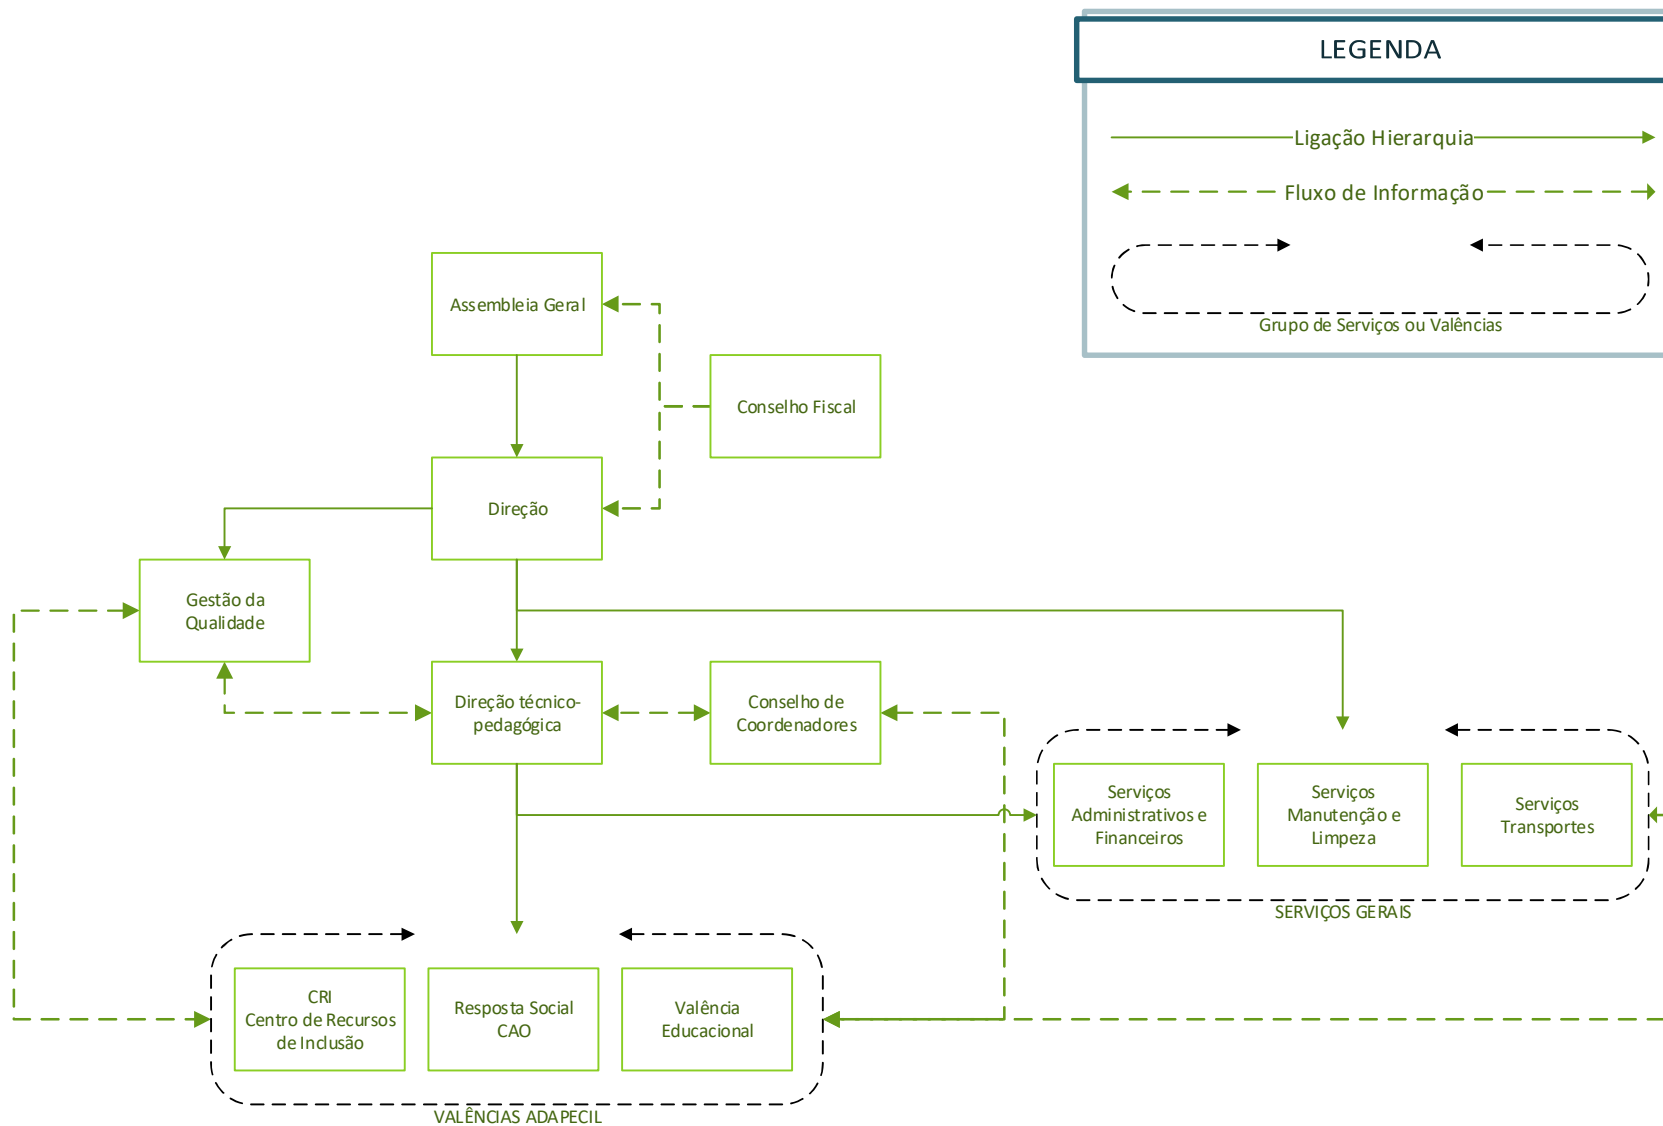 LEGENDA
Ligação Hierarquia
Fluxo de Informação
Grupo de Serviços ou Valências
Assembleia Geral
Conselho Fiscal
Direção
Gestão da
Qualidade
Direção técnico-
pedagógica
Conselho de
Coordenadores
Serviços
Administrativos e
Financeiros
Serviços
Manutenção e
Limpeza
Serviços
Transportes
SERVIÇOS GERAIS
CRI
Centro de Recursos
de Inclusão
Resposta Social
CAO
Valência
Educacional
VALÊNCIAS ADAPECIL